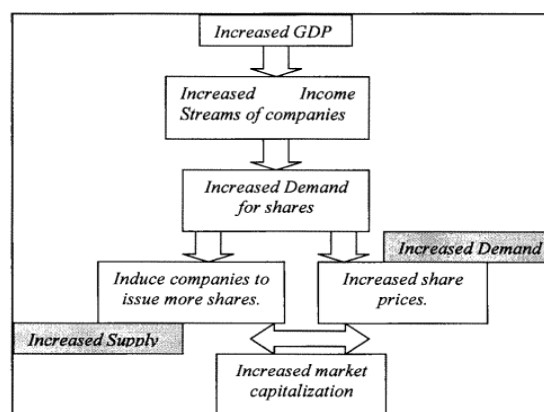 Increased GDP
Increased Income
Streams of companies
Increased Demand
for shares
Increased Demand
Induce companies to
issue more shares.
Increased share
prices.
Increased Supply
Increased market
capitalization